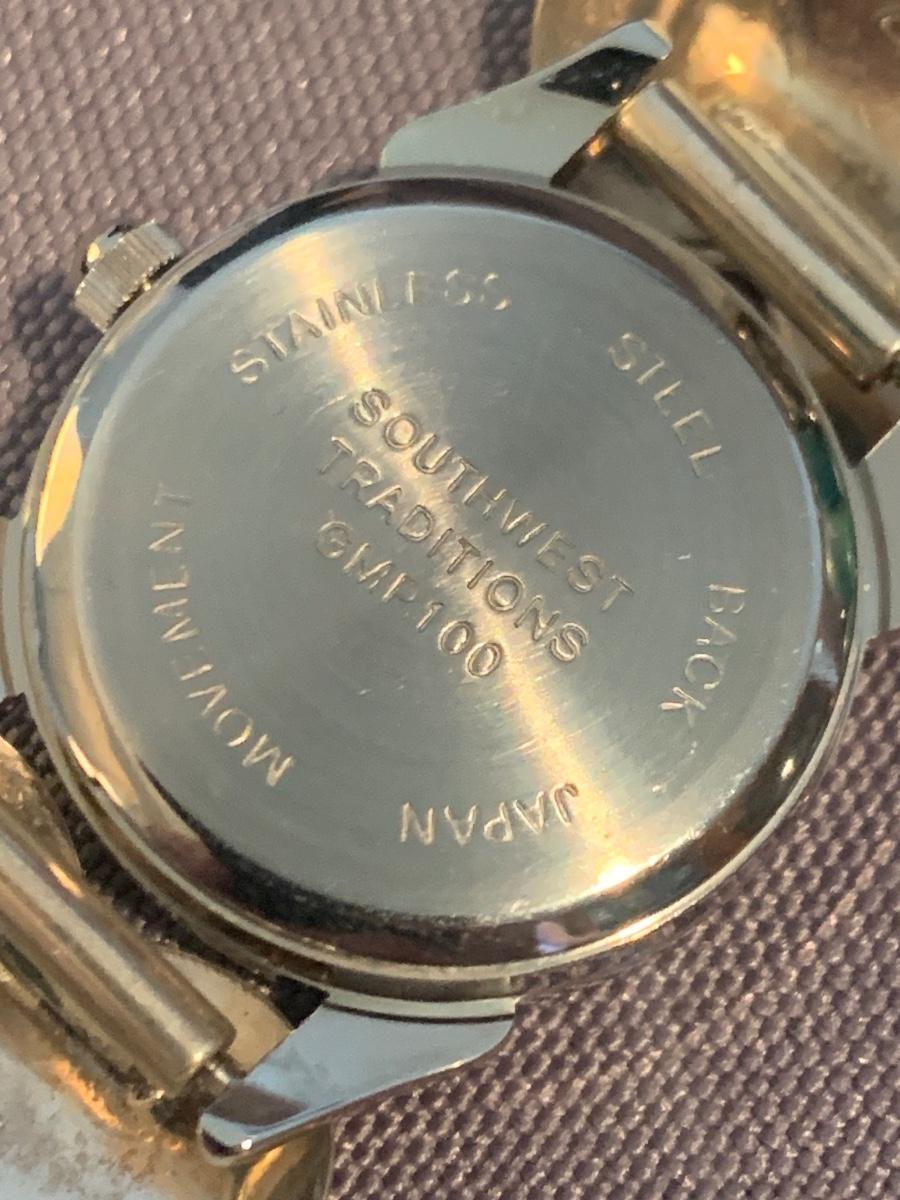 SOUTHWEST
TRADITIONS
GMP100
STAINLESS STEEL BACK JAPAN MOVEMENT